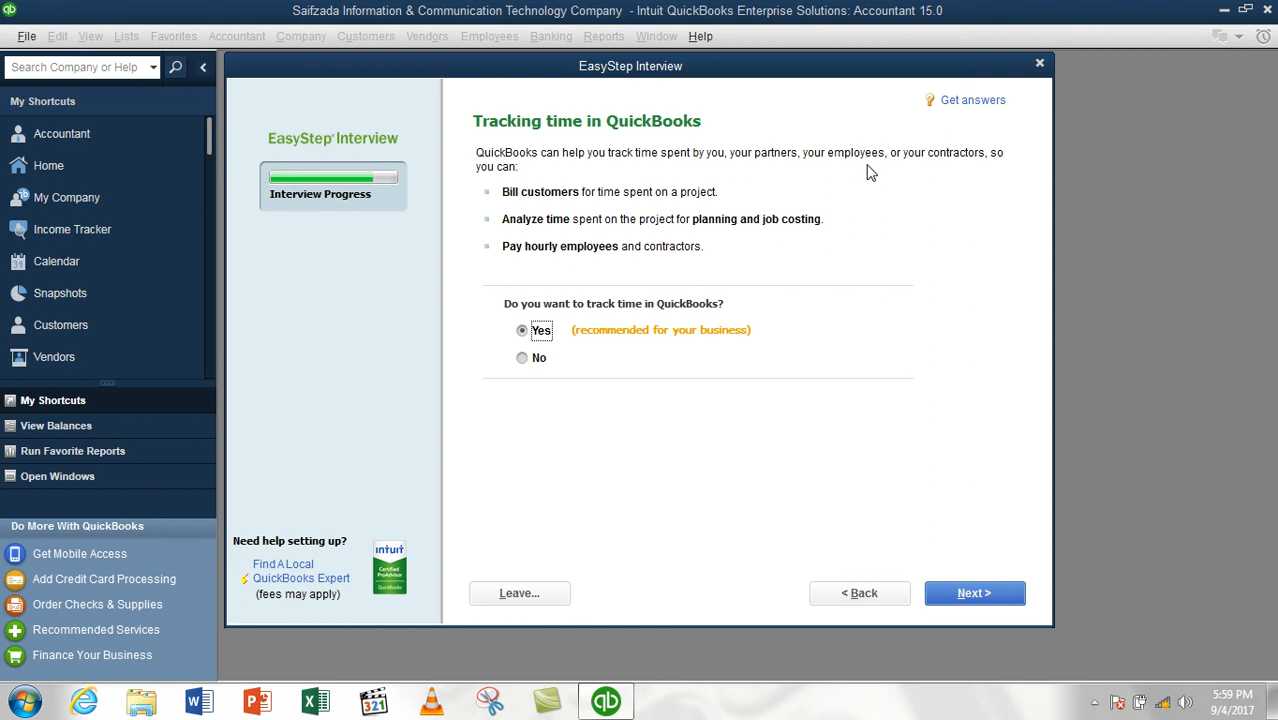 Saifzada Information & Communication Technology Company - Intuit QuickBooks Enterprise Solutions: Accountant 15.0
File Edit View Lists Favorites Accountant Company Customers Vendors Employees Banking Reports Window Help
Search Company or Help
My Shortcuts
Accountant
Home
My Company
Income Tracker
Calendar
Snapshots
Customers
Vendors
My Shortcuts
View Balances
Run Favorite Reports
Open Windows
Do More With QuickBooks
Get Mobile Access
Add Credit Card Processing
Order Checks & Supplies
Recommended Services
Finance Your Business
EasyStep Interview
EasyStep Interview
Interview Progress
Need help setting up?
Find A Local
QuickBooks Expert
(fees may apply)
intuit
Certified
ProAdvisor
QuickBooks
Get answers
Tracking time in QuickBooks
QuickBooks can help you track time spent by you, your partners, your employees, or your contractors, so
you can:
Bill customers for time spent on a project.
Analyze time spent on the project for planning and job costing.
Pay hourly employees and contractors.
Do you want to track time in QuickBooks?
Yes (recommended for your business)
No
Leave... < Back Next >
5:59 PM
9/4/2017